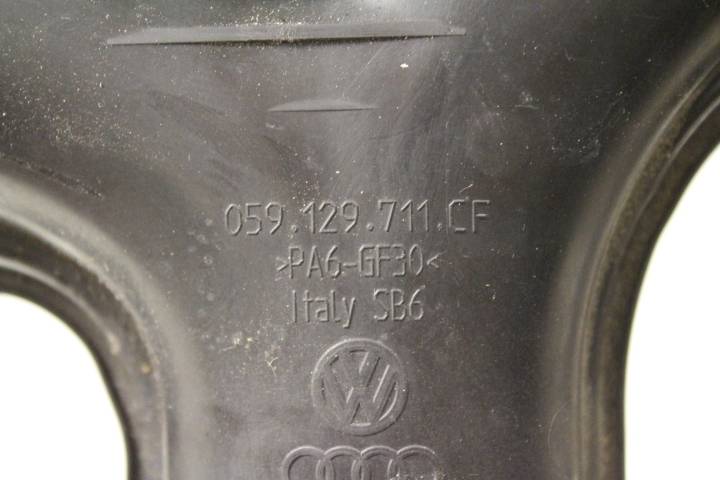 059.129.711.CF
>PA6-GF30<
Italy SB6